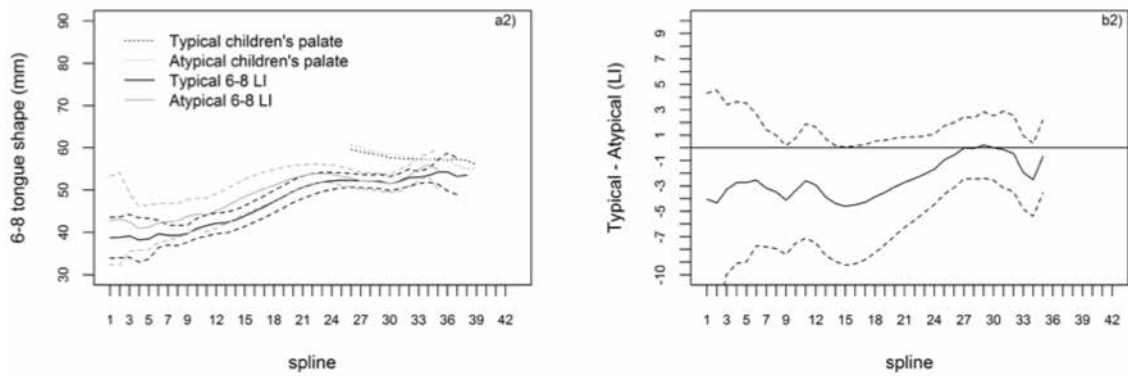 a2)
Typical children's palate
Atypical children's palate
Typical 6-8 LI
Atypical 6-8 LI
6-8 tongue shape (mm)
90
80
70
60
50
40
30
1 3 5 7 9 12 15 18 21 24 27 30 33 36 39 42
spline
b2)
Typical - Atypical (LI)
9
7
5
3
1
-1
-3
-5
-7
-10
1 3 5 7 9 12 15 18 21 24 27 30 33 36 39 42
spline